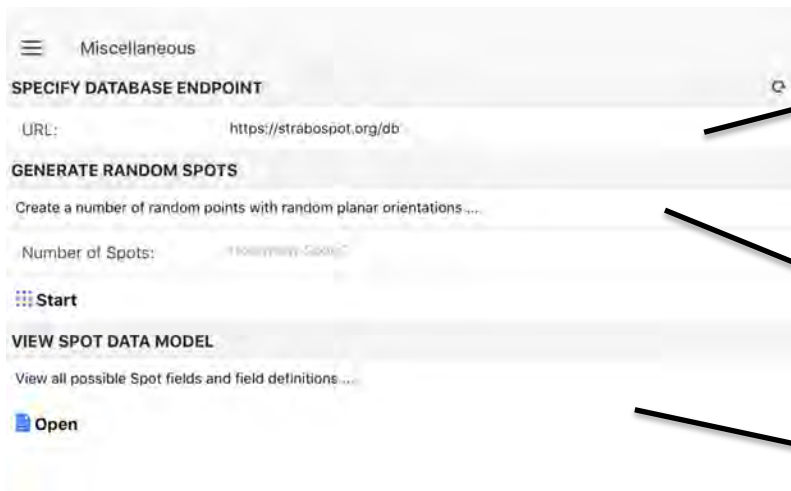 Miscellaneous
SPECIFY DATABASE ENDPOINT
URL: https://strabospot.org/db
GENERATE RANDOM SPOTS
Create a number of random points with random planar orientations ...
Number of Spots:
Start
VIEW SPOT DATA MODEL
View all possible Spot fields and field definitions ...
Open